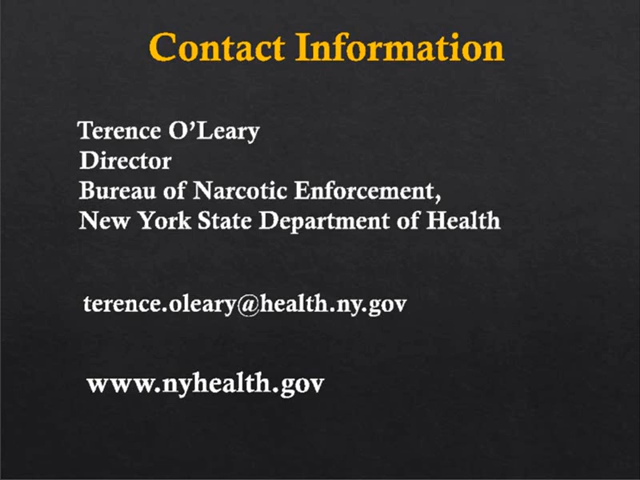 Contact Information
Terence O’Leary
Director
Bureau of Narcotic Enforcement,
New York State Department of Health
terence.oleary@health.ny.gov
www.nyhealth.gov